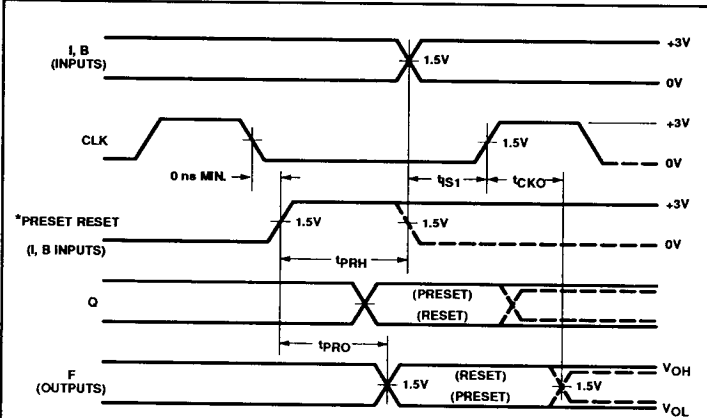 I, B
(INPUTS)
+3V
1.5V
0V
CLK
+3V
1.5V
0V
0 ns MIN.
tIS1
tCKO
*PRESET RESET
(I, B INPUTS)
+3V
1.5V
1.5V
0V
tPRH
Q
(PRESET)
(RESET)
tPRO
F
(OUTPUTS)
(RESET)
(PRESET)
1.5V
1.5V
VOH
VOL